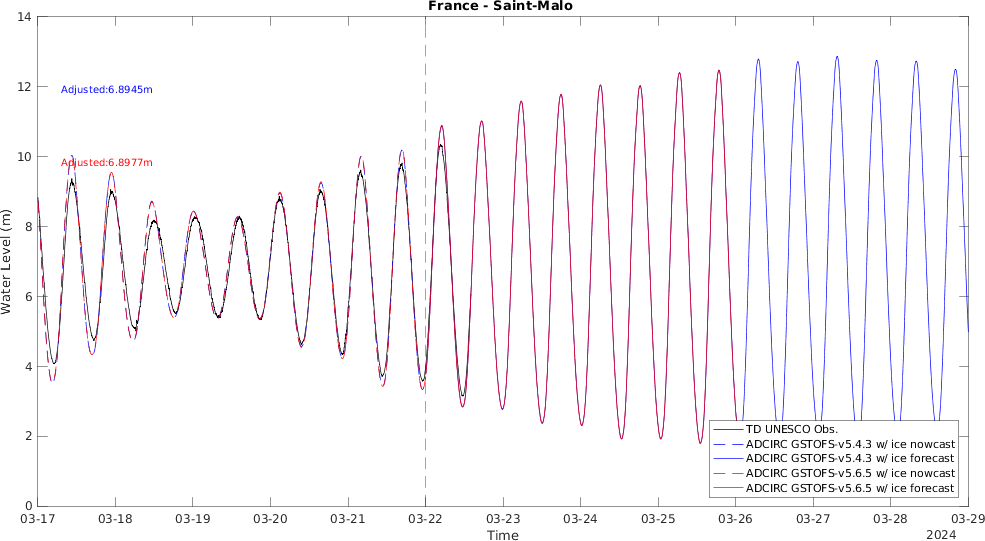 France - Saint-Malo
14
12
10
8
6
4
2
0
Water Level (m)
Adjusted:6.8945m
Adjusted:6.8977m
TD UNESCO Obs.
ADCIRC GSTOFS-v5.4.3 w/ ice nowcast
ADCIRC GSTOFS-v5.4.3 w/ ice forecast
ADCIRC GSTOFS-v5.6.5 w/ ice nowcast
ADCIRC GSTOFS-v5.6.5 w/ ice forecast
03-17 03-18 03-19 03-20 03-21 03-22 03-23 03-24 03-25 03-26 03-27 03-28 03-29
Time
2024